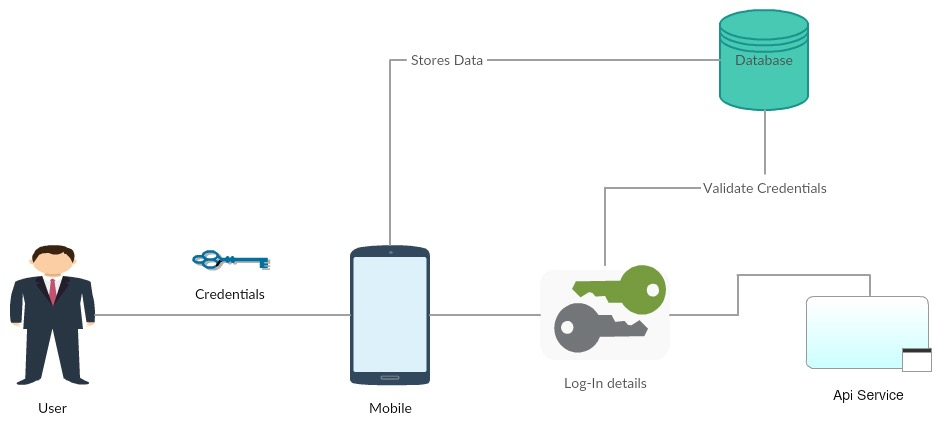 Stores Data
Database
Validate Credentials
Credentials
Log-In details
Api Service
User
Mobile